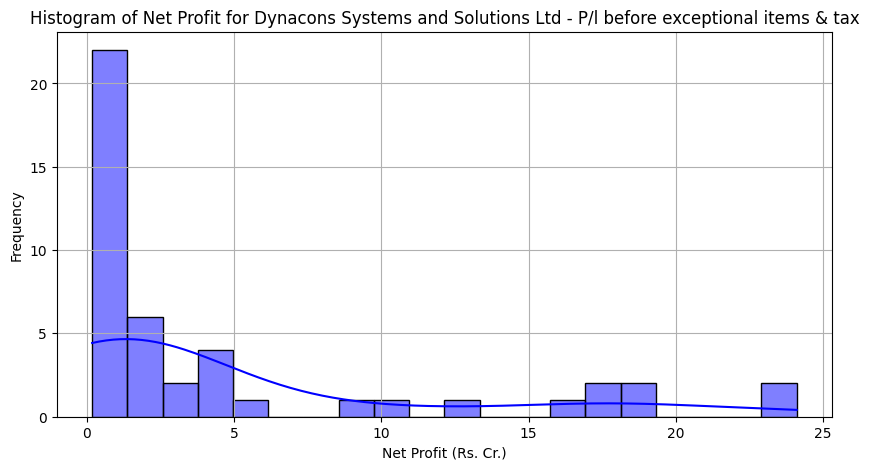 Histogram of Net Profit for Dynacons Systems and Solutions Ltd - P/l before exceptional items & tax
20
15
10
5
0
Frequency
0 5 10 15 20 25
Net Profit (Rs. Cr.)